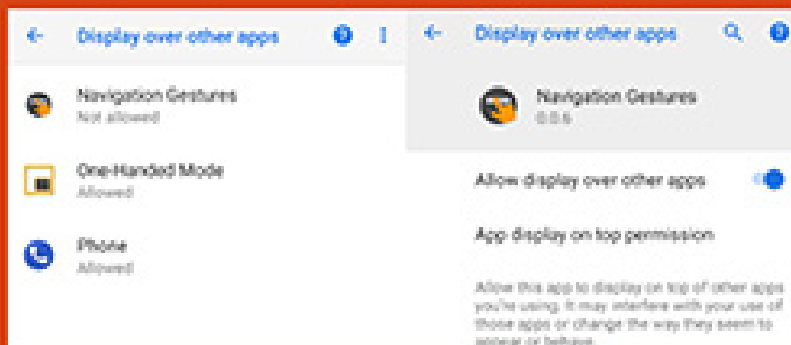 Display over other apps
Navigation Gestures
Not allowed
One-Handed Mode
Allowed
Phone
Allowed
Display over other apps
Navigation Gestures
0.0.6
Allow display over other apps
App display on top permission
Allow this app to display on top of other apps
you're using. It may interfere with your use of
those apps or change the way they seem to
appear or behave.